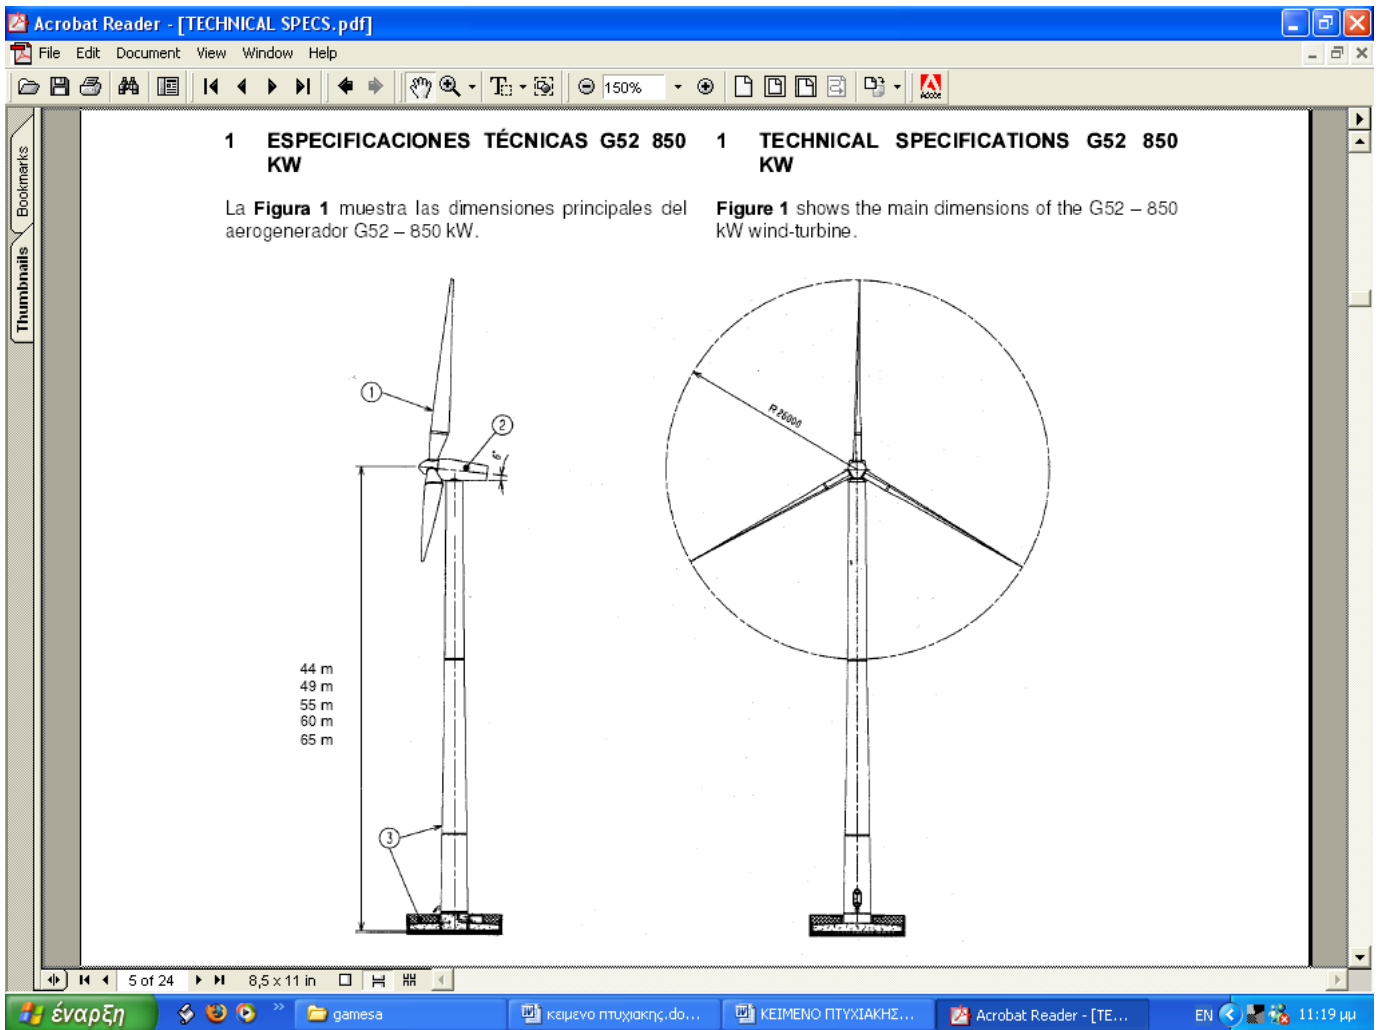 Acrobat Reader - [TECHNICAL SPECS.pdf]
File Edit Document View Window Help
150%
Adobe
Bookmarks
Thumbnails
1 ESPECIFICACIONES TÉCNICAS G52 850 KW
La Figura 1 muestra las dimensiones principales del
aerogenerador G52 – 850 kW.
1 TECHNICAL SPECIFICATIONS G52 850
KW
Figure 1 shows the main dimensions of the G52 – 850
kW wind-turbine.
1
2
6°
R 26000
44 m
49 m
55 m
60 m
65 m
3
5 of 24
8,5 x 11 in
έναρξη
gamesa
κειμενο πτυχιακης.do...
ΚΕΙΜΕΝΟ ΠΤΥΧΙΑΚΗΣ...
Acrobat Reader - [TE...
EN
11:19 μμ